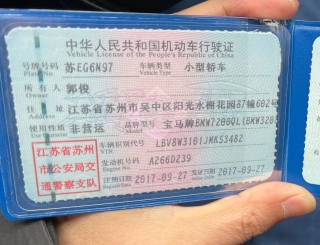 中华人民共和国机动车行驶证
Vehicle License of the People's Republic of China
号牌号码 苏EG6N97 车辆类型 小型轿车
Plate No. Vehicle Type
所有人 郭俊
Owner
住址 江苏省苏州市吴中区阳光水榭花园87幢602号
Address
使用性质 非营运 品牌型号 宝马牌BMW7200QL(BMW320
Use Character Model
江苏省苏州 车辆识别代号 LBV8W3101JMK53482
VIN
市公安局交 发动机号码 A266D239
Engine No.
通警察支队 注册日期 2017-09-27 发证日期 2017-09-27
Register Date Issue Date